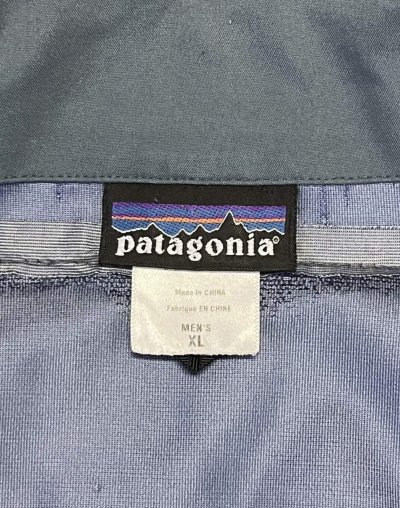 patagonia®
Made in CHINA
Fabriqué EN CHINE
MEN'S
XL